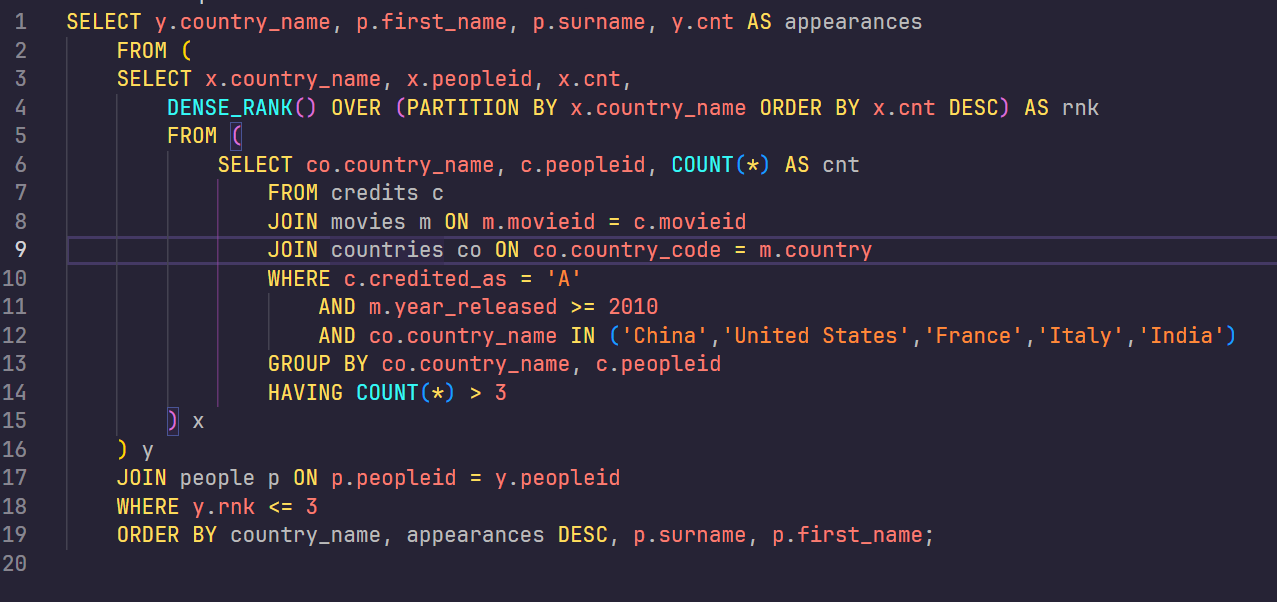 1 SELECT y.country_name, p.first_name, p.surname, y.cnt AS appearances
2 FROM (
3 SELECT x.country_name, x.peopleid, x.cnt,
4 DENSE_RANK() OVER (PARTITION BY x.country_name ORDER BY x.cnt DESC) AS rnk
5 FROM (
6 SELECT co.country_name, c.peopleid, COUNT(*) AS cnt
7 FROM credits c
8 JOIN movies m ON m.movieid = c.movieid
9 JOIN countries co ON co.country_code = m.country
10 WHERE c.credited_as = 'A'
11 AND m.year_released >= 2010
12 AND co.country_name IN ('China','United States','France','Italy','India')
13 GROUP BY co.country_name, c.peopleid
14 HAVING COUNT(*) > 3
15 ) x
16 ) y
17 JOIN people p ON p.peopleid = y.peopleid
18 WHERE y.rnk <= 3
19 ORDER BY country_name, appearances DESC, p.surname, p.first_name;
20